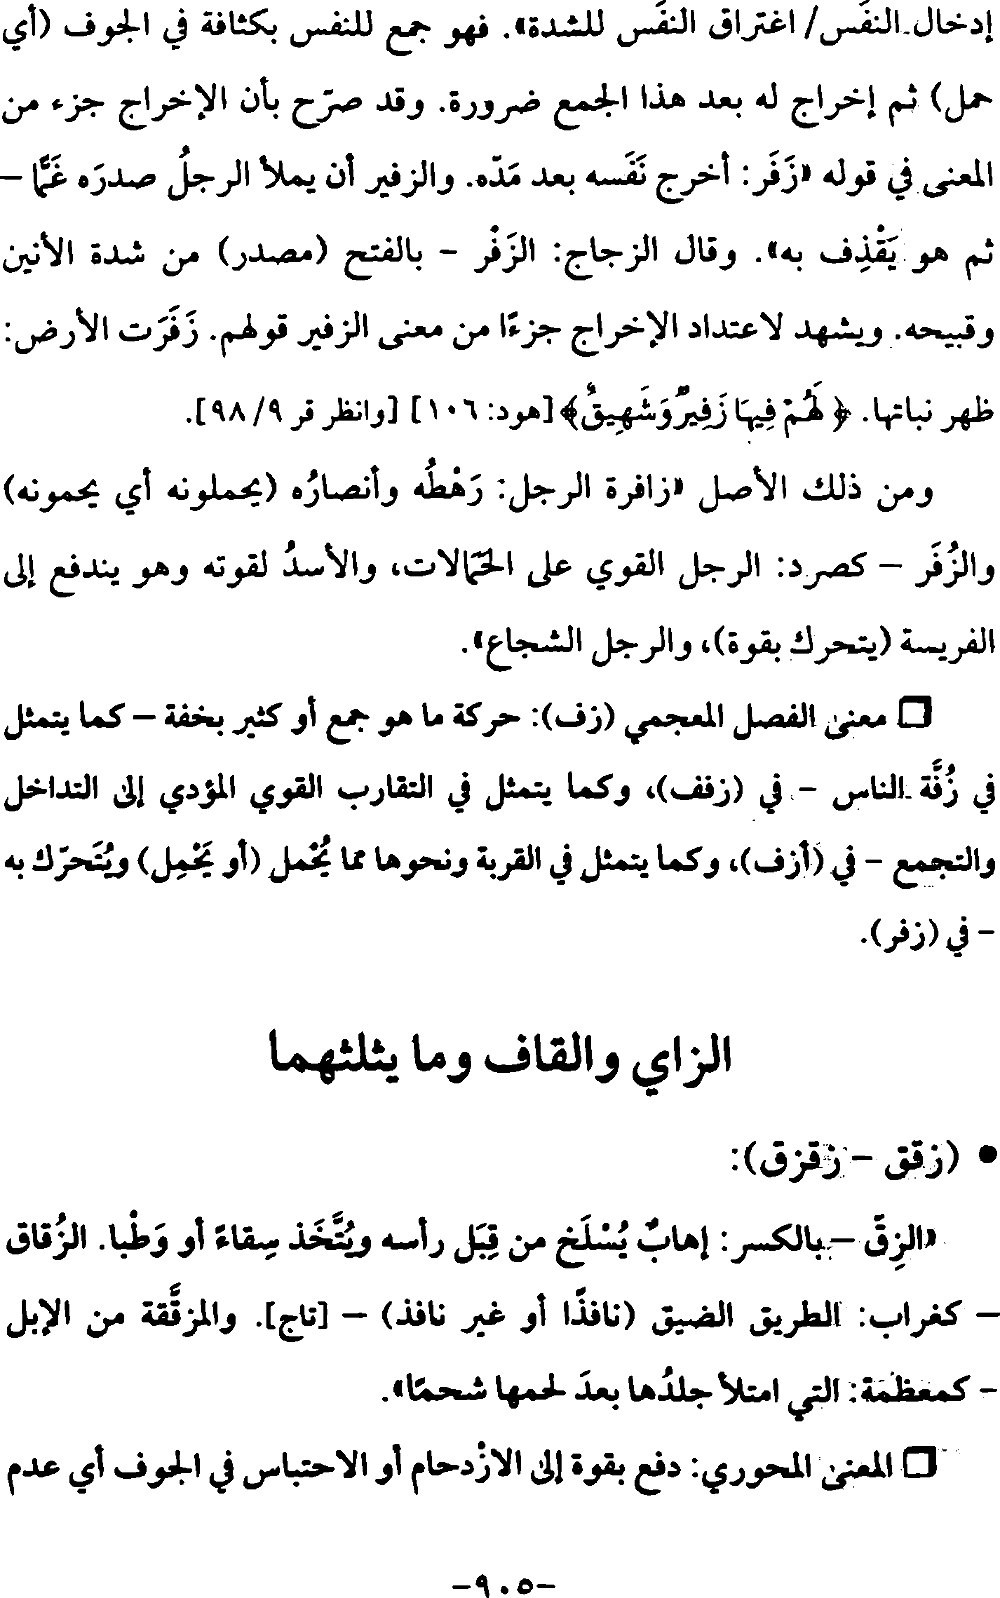 إدخال النفَس/ اغتراق النفَس للشدة». فهو جمع للنفس بكثافة في الجوف (أي
حمل) ثم إخراج له بعد هذا الجمع ضرورة. وقد صرّح بأن الإخراج جزء من
المعنى في قوله «زَفَر: أخرج نَفَسه بعد مَدّه. والزفير أن يملأ الرجلُ صدرَه غَمًّا –
ثم هو يَقْذِف به». وقال الزجاج: الزَفْر – بالفتح (مصدر) من شدة الأنين
وقبيحه. ويشهد لاعتداد الإخراج جزءًا من معنى الزفير قولهم. زَفَرَت الأرض:
ظهر نباتها. ﴿ لَهُمْ فِيهَا زَفِيرٌ وَشَهِيقٌ ﴾ [هود: ١٠٦] [وانظر قر ٩/ ٩٨].
ومن ذلك الأصل «زافرة الرجل: رَهْطُه وأنصارُه (يحملونه أي يحمونه)
والزُفَر – كصرد: الرجل القوي على الحَمَالات، والأسدُ لقوته وهو يندفع إلى
الفريسة (يتحرك بقوة)، والرجل الشجاع».
❒ معنى الفصل المعجمي (زف): حركة ما هو جمع أو كثير بخفة – كما يتمثل
في زُفَّة الناس – في (زفف)، وكما يتمثل في التقارب القوي المؤدي إلى التداخل
والتجمع – في (أزف)، وكما يتمثل في القربة ونحوها مما يُحْمل (أو يَحْمِل) ويُتَحرّك به
– في (زفر).
الزاي والقاف وما يثلثهما
• (زقق – زقزق):
«الزِقّ – بالكسر: إهابٌ يُسْلَخ من قِبَل رأسه ويُتَّخَذ سِقاءً أو وَطْبا. الزُقاق
– كغراب: الطريق الضيق (نافذًا أو غير نافذ) – [تاج]. والمزقَّقة من الإبل
– كمعظمة: التي امتلأ جلدُها بعدَ لحمها شحمًا».
❒ المعنى المحوري: دفع بقوة إلى الازْدحام أو الاحتباس في الجوف أي عدم
–٩٠٥–